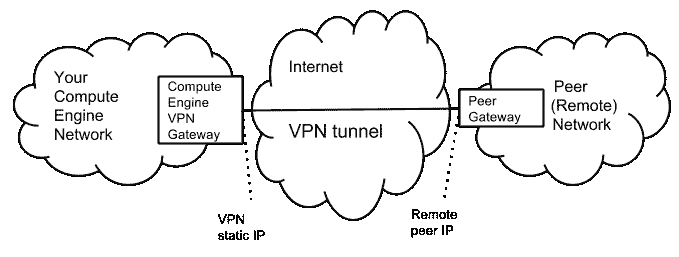 Your
Compute
Engine
Network
Compute
Engine
VPN
Gateway
Internet
VPN tunnel
Peer
Gateway
Peer
(Remote)
Network
VPN
static IP
Remote
peer IP